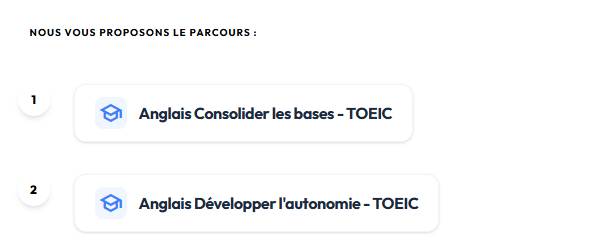 NOUS VOUS PROPOSONS LE PARCOURS :
1
Anglais Consolider les bases - TOEIC
2
Anglais Développer l'autonomie - TOEIC